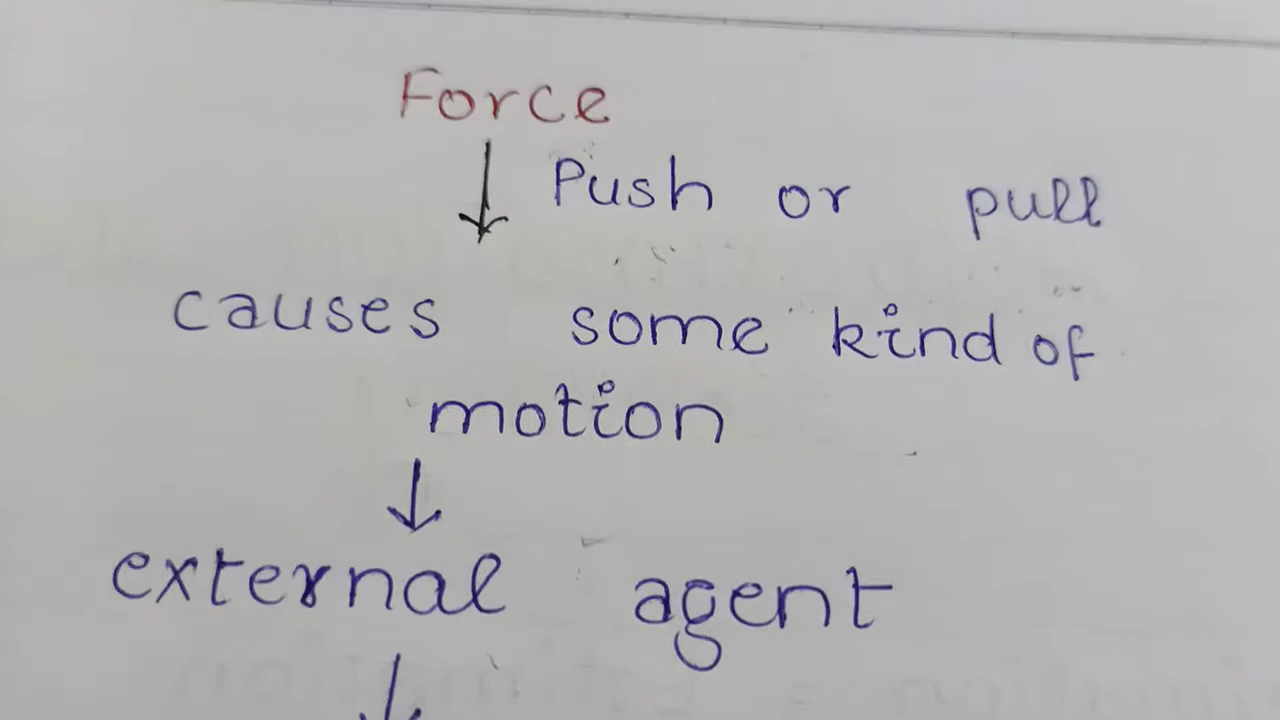 Force
↓ Push or pull
causes some kind of
motion
↓
external agent
↓